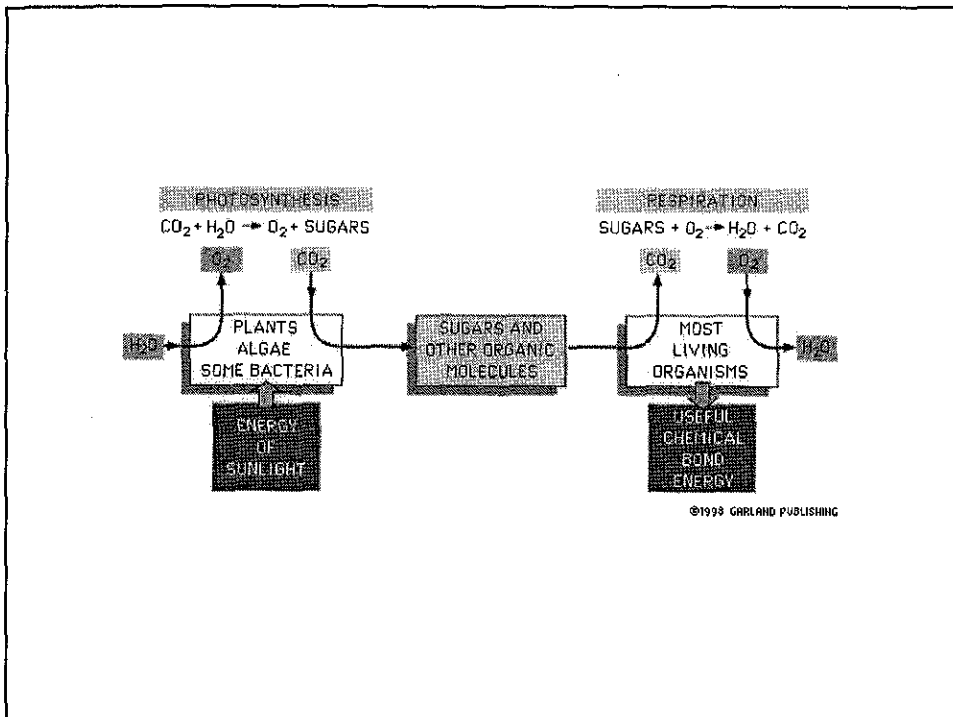 PHOTOSYNTHESIS
CO₂ + H₂O → O₂ + SUGARS
O₂
CO₂
H₂O
PLANTS
ALGAE
SOME BACTERIA
ENERGY
OF
SUNLIGHT
SUGARS AND
OTHER ORGANIC
MOLECULES
RESPIRATION
SUGARS + O₂ → H₂O + CO₂
CO₂
O₂
MOST
LIVING
ORGANISMS
H₂O
USEFUL
CHEMICAL
BOND
ENERGY
©1998 GARLAND PUBLISHING